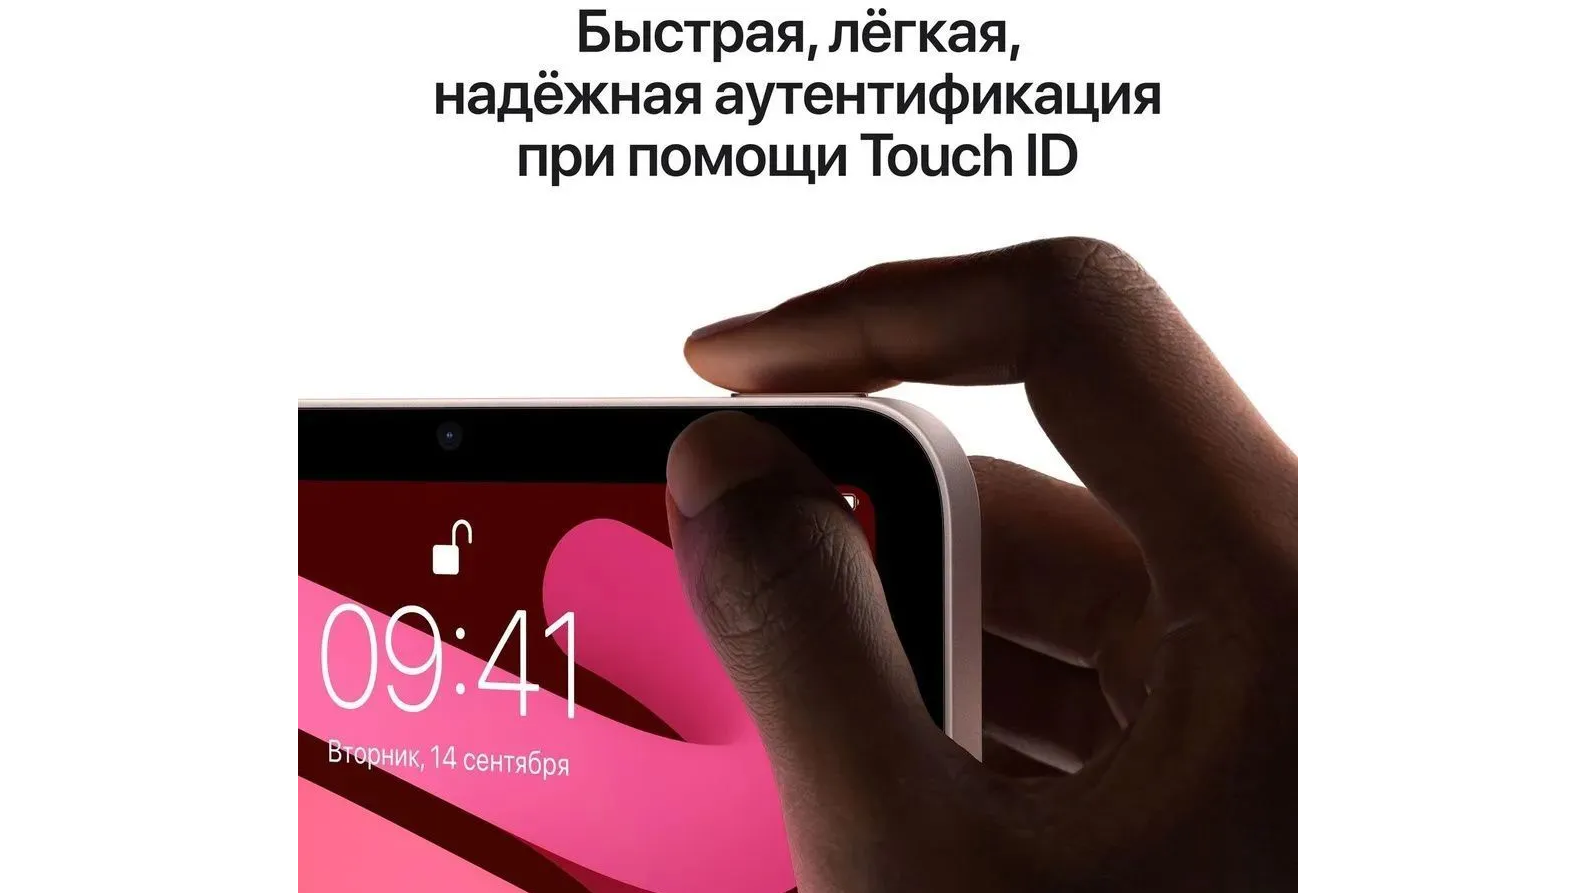 Быстрая, лёгкая,
надёжная аутентификация
при помощи Touch ID
09:41
Вторник, 14 сентября